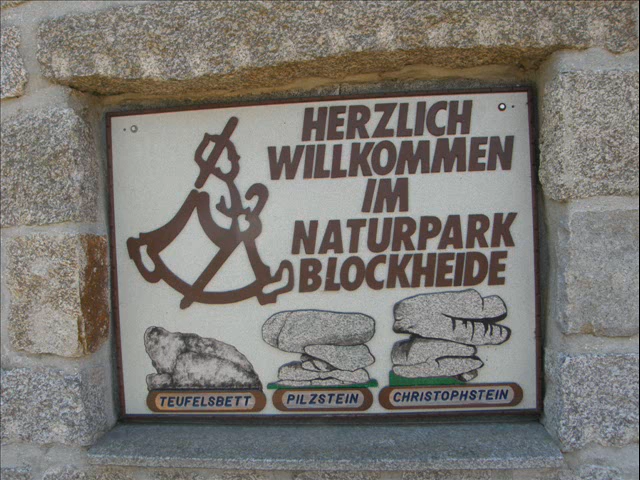 HERZLICH
WILLKOMMEN
IM
NATURPARK
BLOCKHEIDE
TEUFELSBETT
PILZSTEIN
CHRISTOPHSTEIN